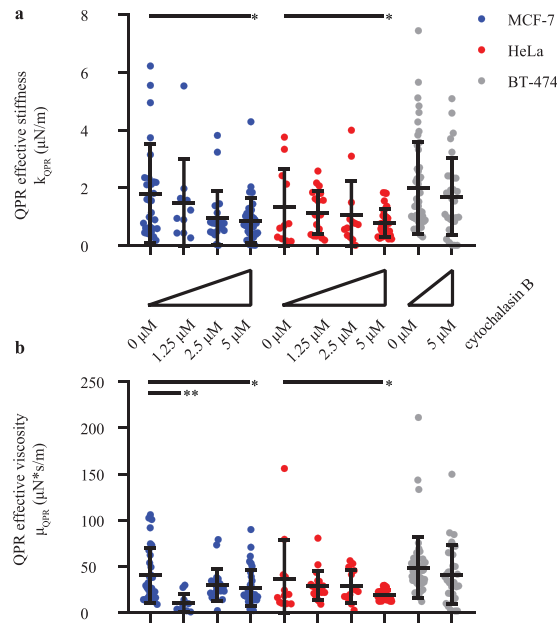 a
8
6
4
2
0
QPR effective stiffness
k_QPR (µN/m)
*
*
MCF-7
HeLa
BT-474
0 µM
1.25 µM
2.5 µM
5 µM
0 µM
1.25 µM
2.5 µM
5 µM
0 µM
5 µM
cytochalasin B
b
250
200
150
100
50
0
QPR effective viscosity
µ_QPR (µN*s/m)
*
**
*